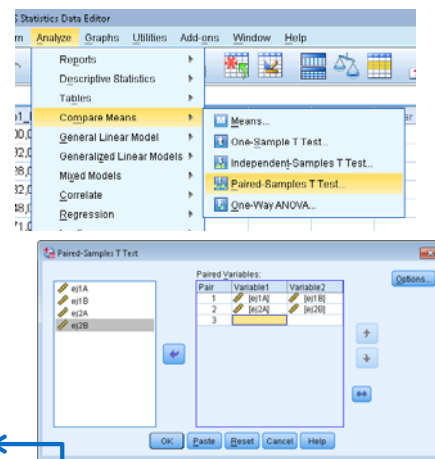 S Statistics Data Editor
m Analyze Graphs Utilities Add-ons Window Help
Reports
Descriptive Statistics
Tables
Compare Means
General Linear Model
Generalized Linear Models
Mixed Models
Correlate
Regression
Means...
One-Sample T Test...
Independent-Samples T Test...
Paired-Samples T Test...
One-Way ANOVA...
Paired-Samples T Test
Paired Variables:
Pair Variable1 Variable2
1 [ej1A] [ej1B]
2 [ej2A] [ej2B]
3
ej1A
ej1B
ej2A
ej2B
Options...
OK Paste Reset Cancel Help